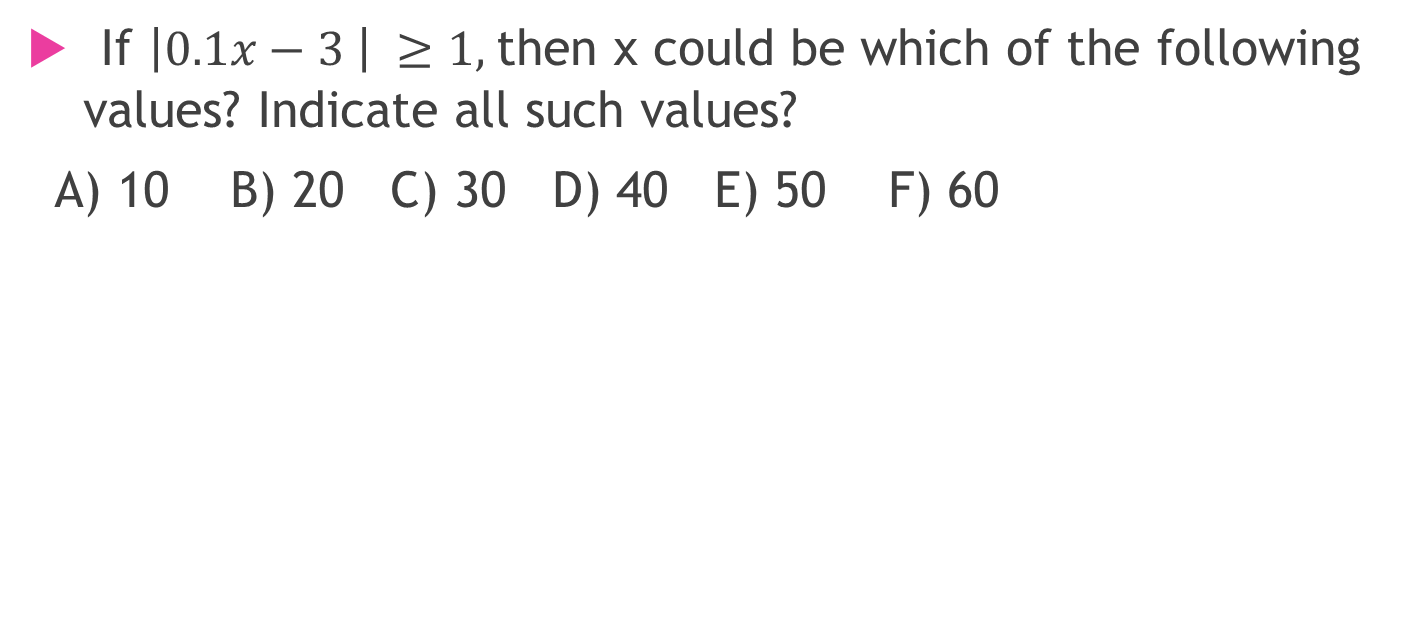 If |0.1x − 3 | ≥ 1, then x could be which of the following
values? Indicate all such values?
A) 10 B) 20 C) 30 D) 40 E) 50 F) 60